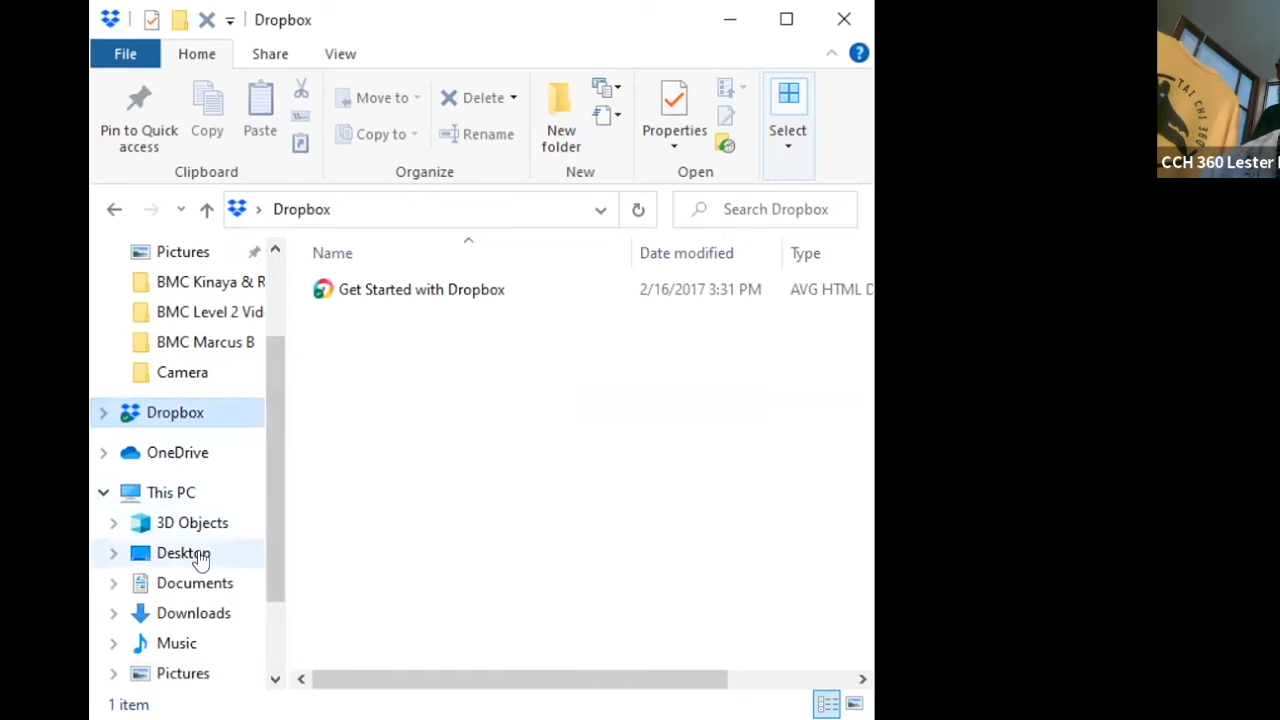 Dropbox
File Home Share View
Pin to Quick access
Copy
Paste
Clipboard
Move to
Copy to
Delete
Rename
Organize
New folder
New
Properties
Open
Select
Dropbox
Search Dropbox
Pictures
BMC Kinaya & R
BMC Level 2 Vid
BMC Marcus B
Camera
Dropbox
OneDrive
This PC
3D Objects
Desktop
Documents
Downloads
Music
Pictures
Name Date modified Type
Get Started with Dropbox 2/16/2017 3:31 PM AVG HTML D
1 item
TAI CHI 360
CCH 360 Lester